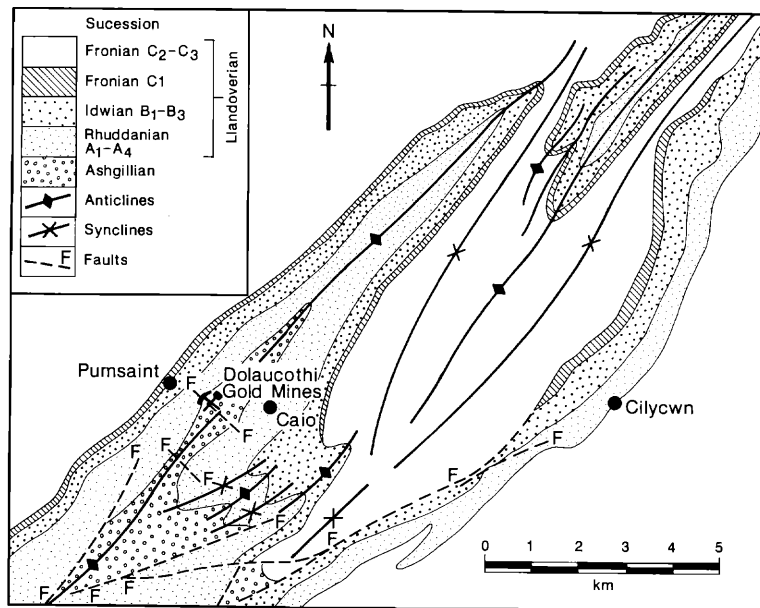 Sucession
Fronian C₂–C₃
Fronian C1
Idwian B₁–B₃
Rhuddanian
A₁–A₄
Ashgillian
Anticlines
Synclines
F Faults
Llandoverian
N
Pumsaint
F
Dolaucothi
Gold Mines
Caio
F
Cilycwn
F
F
F
F
F
F
F
F
F
F
F
0 1 2 3 4 5
km